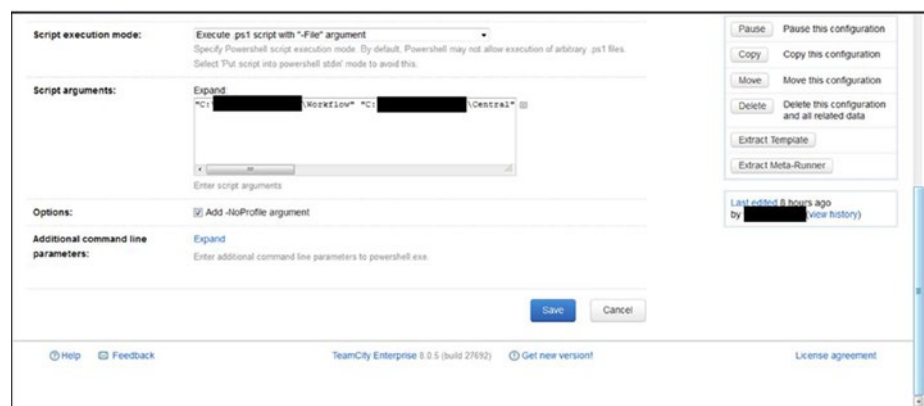 Script execution mode:
Execute .ps1 script with "-File" argument
Specify Powershell script execution mode. By default, Powershell may not allow execution of arbitrary .ps1 files.
Select 'Put script into powershell stdin' mode to avoid this.
Script arguments:
Expand
"C:\ \Workflow" "C: \Central"
Enter script arguments
Options:
Add -NoProfile argument
Additional command line
parameters:
Expand
Enter additional command line parameters to powershell.exe.
Save
Cancel
Pause
Pause this configuration
Copy
Copy this configuration
Move
Move this configuration
Delete
Delete this configuration
and all related data
Extract Template
Extract Meta-Runner
Last edited 8 hours ago
by (view history)
Help
Feedback
TeamCity Enterprise 8.0.5 (build 27692)
Get new version!
License agreement